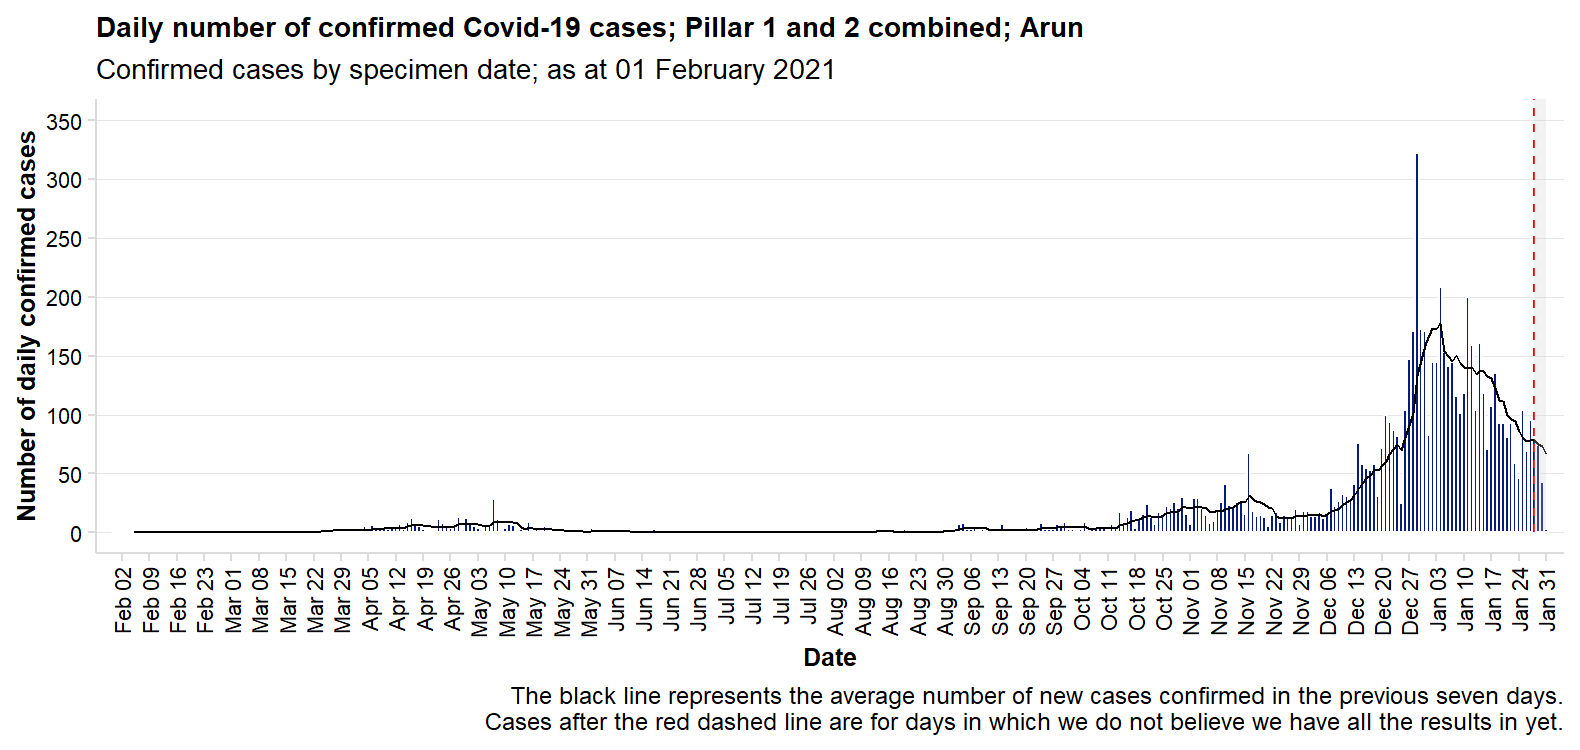 Daily number of confirmed Covid-19 cases; Pillar 1 and 2 combined; Arun
Confirmed cases by specimen date; as at 01 February 2021
Number of daily confirmed cases
350
300
250
200
150
100
50
0
Feb 02
Feb 09
Feb 16
Feb 23
Mar 01
Mar 08
Mar 15
Mar 22
Mar 29
Apr 05
Apr 12
Apr 19
Apr 26
May 03
May 10
May 17
May 24
May 31
Jun 07
Jun 14
Jun 21
Jun 28
Jul 05
Jul 12
Jul 19
Jul 26
Aug 02
Aug 09
Aug 16
Aug 23
Aug 30
Sep 06
Sep 13
Sep 20
Sep 27
Oct 04
Oct 11
Oct 18
Oct 25
Nov 01
Nov 08
Nov 15
Nov 22
Nov 29
Dec 06
Dec 13
Dec 20
Dec 27
Jan 03
Jan 10
Jan 17
Jan 24
Jan 31
Date
The black line represents the average number of new cases confirmed in the previous seven days.
Cases after the red dashed line are for days in which we do not believe we have all the results in yet.